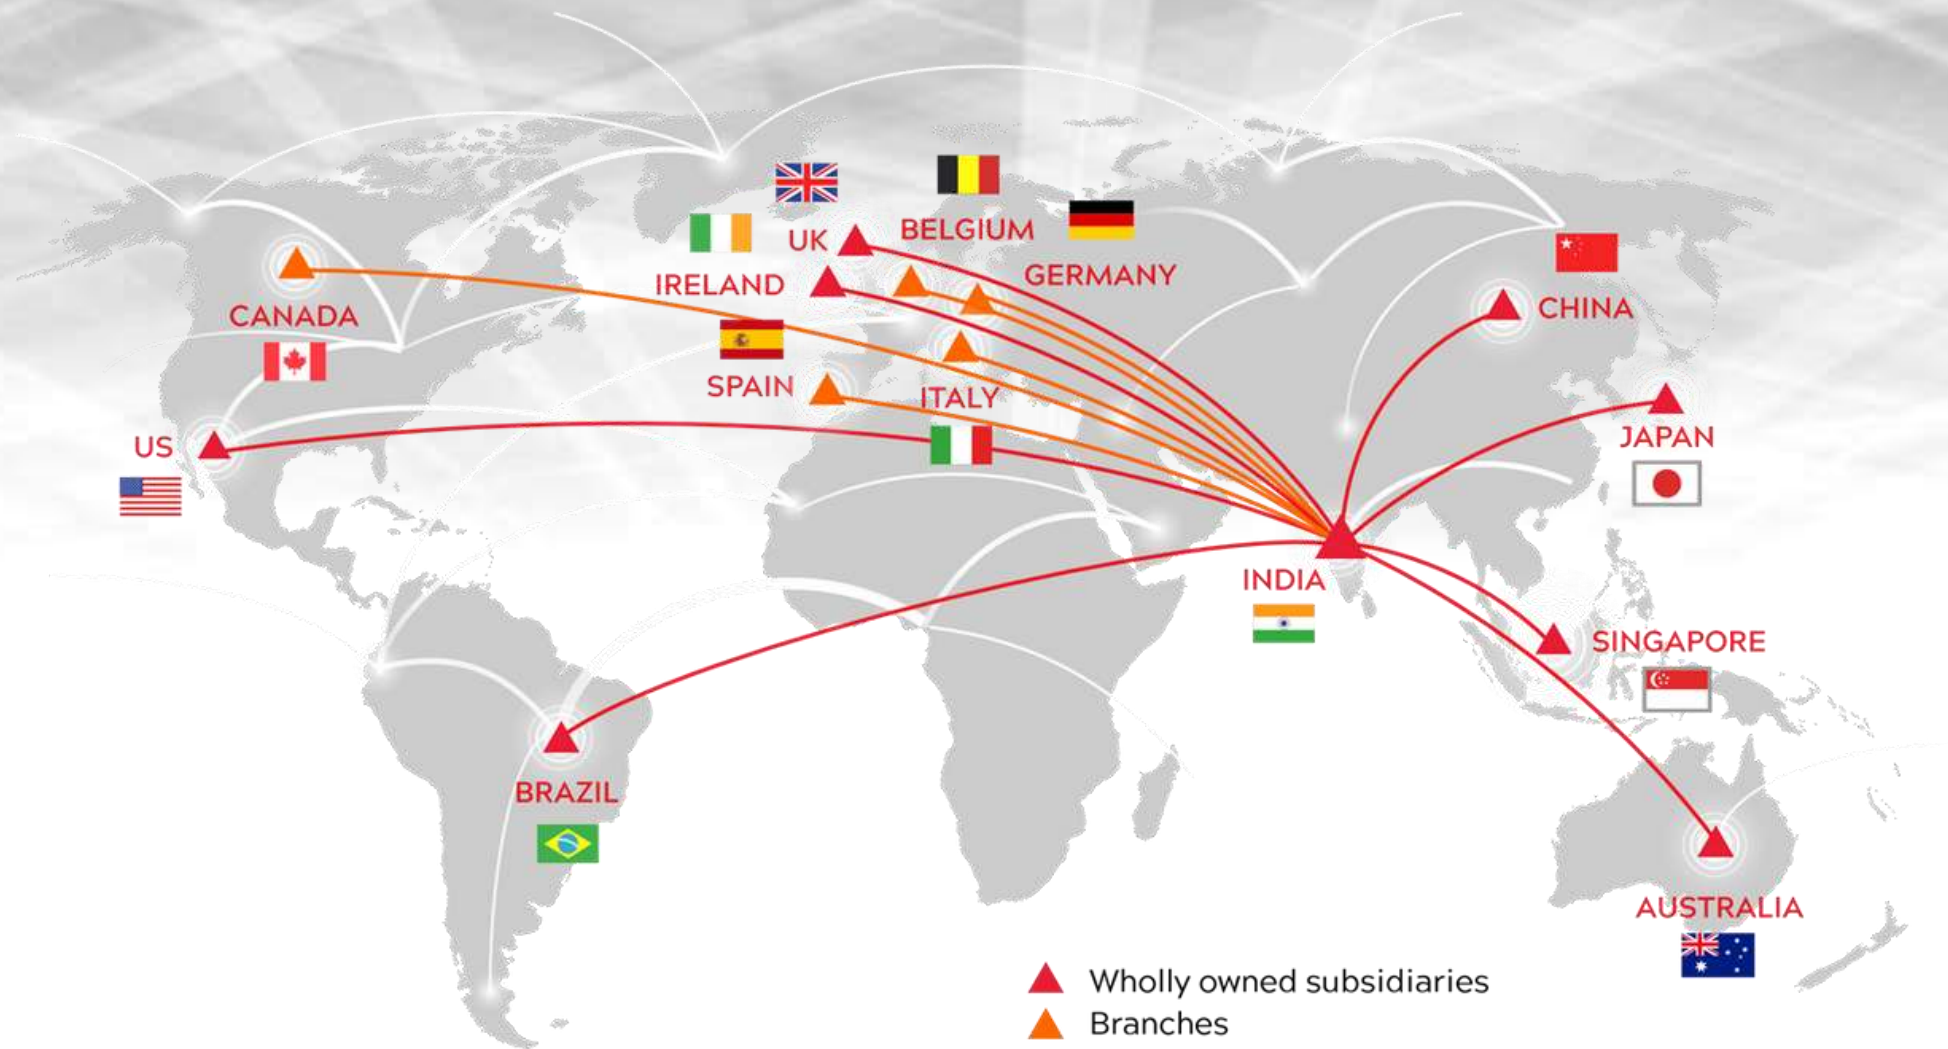 BELGIUM
UK
GERMANY
IRELAND
CANADA
CHINA
SPAIN
ITALY
US
JAPAN
INDIA
SINGAPORE
BRAZIL
AUSTRALIA
Wholly owned subsidiaries
Branches